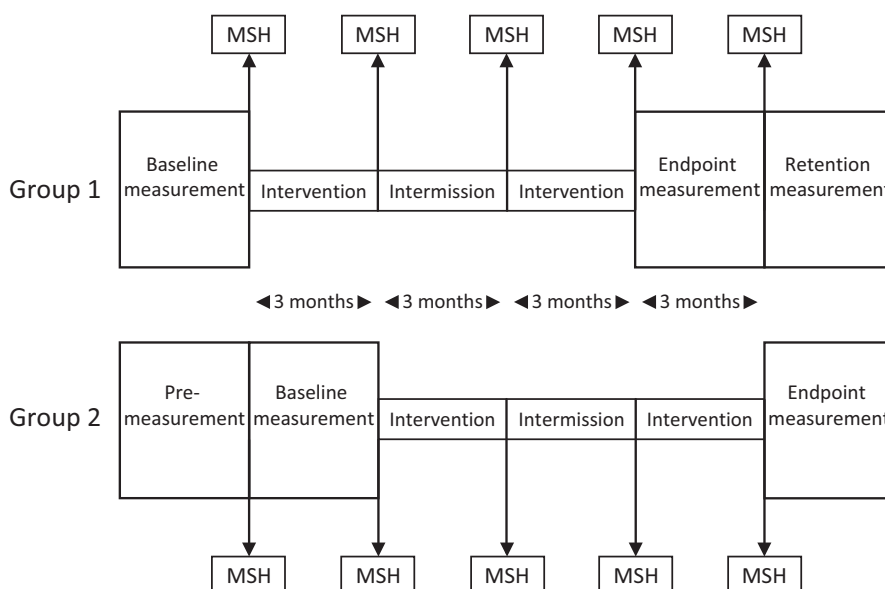 MSH MSH MSH MSH MSH
Group 1
Baseline
measurement
Intervention
Intermission
Intervention
Endpoint
measurement
Retention
measurement
◄3 months► ◄3 months► ◄3 months► ◄3 months►
Group 2
Pre-
measurement
Baseline
measurement
Intervention
Intermission
Intervention
Endpoint
measurement
MSH MSH MSH MSH MSH